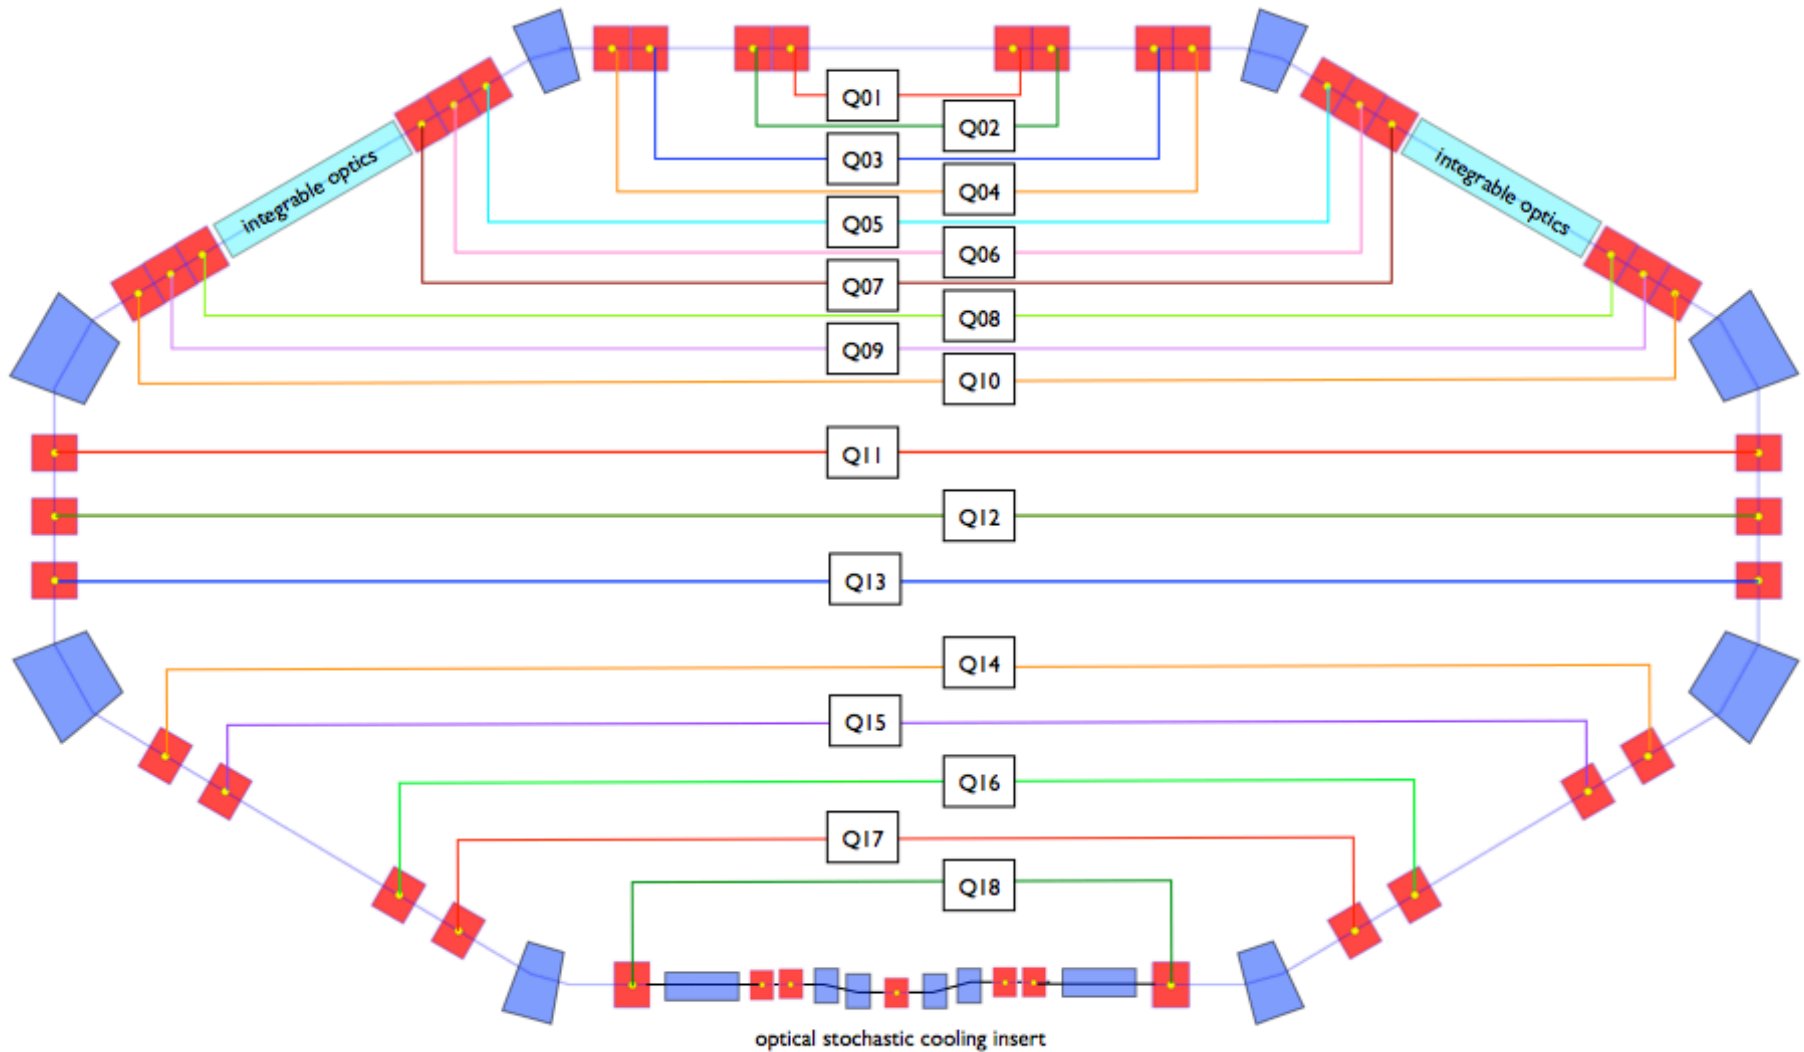 Q01
Q02
integrable optics
integrable optics
Q03
Q04
Q05
Q06
Q07
Q08
Q09
Q10
Q11
Q12
Q13
Q14
Q15
Q16
Q17
Q18
optical stochastic cooling insert